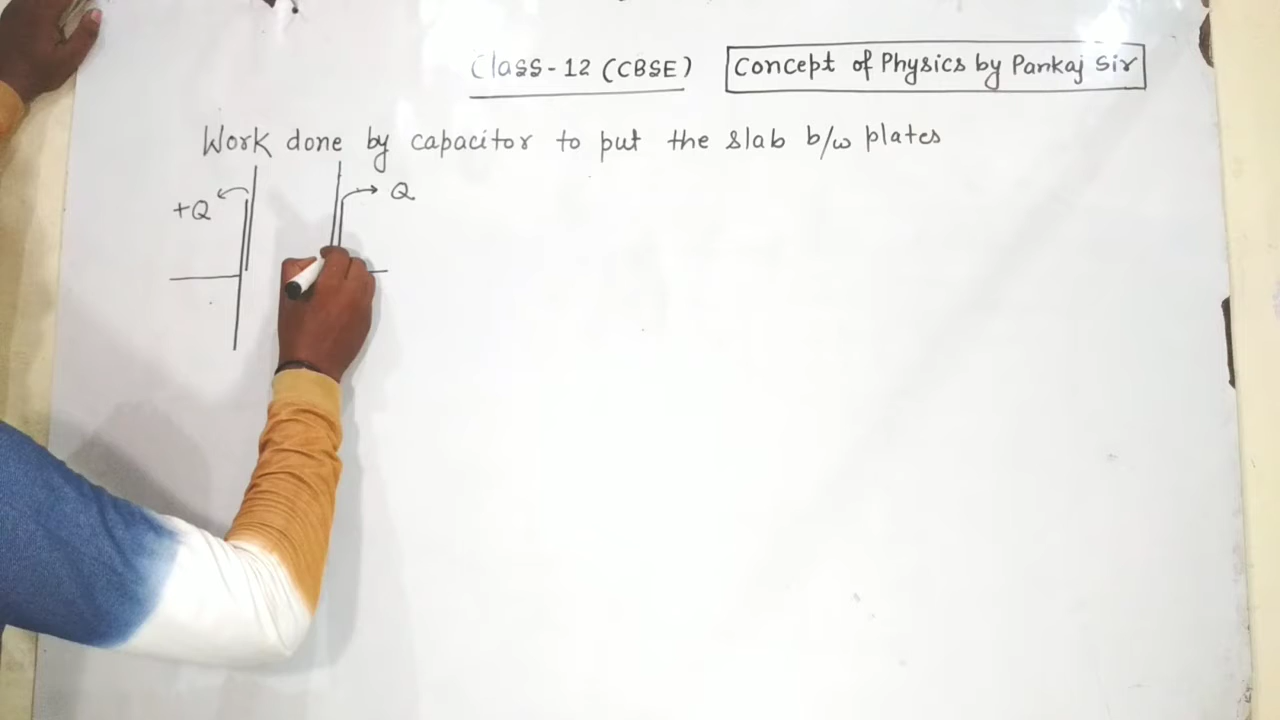 Class-12 (CBSE) Concept of Physics by Pankaj Sir
Work done by capacitor to put the slab b/w plates
+Q Q